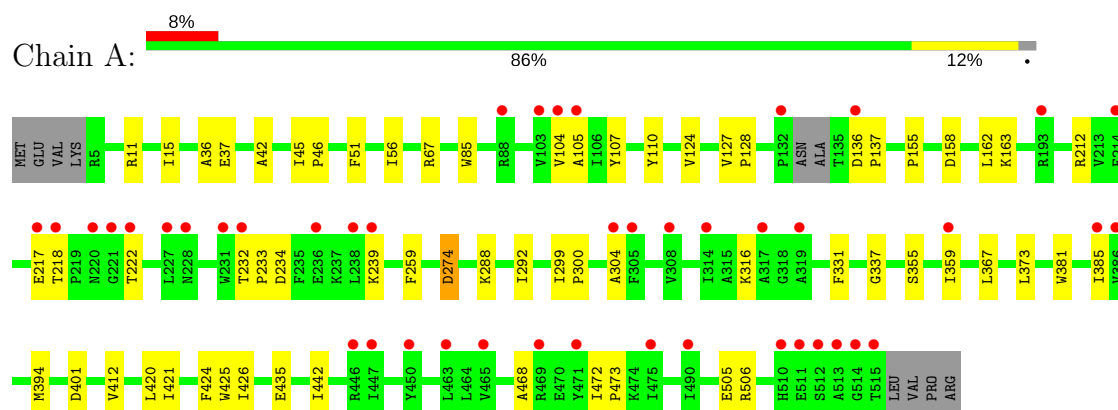 8%
Chain A:
86% 12% •
MET GLU VAL LYS R5 R11 I15 A36 E37 A42 I45 P46 F51 I56 R67 W85 R88 V103 V104 A105 I106 Y107 Y110 V124 V127 P128 P132 ASN ALA T135 D136 P137 P155 D158 L162 K163 R193 R212 V213 E214
E217 T218 P219 N220 G221 T222 L227 N228 W231 T232 P233 D234 F235 E236 K237 L238 K239 F259 D274 K288 I292 I299 P300 A304 F305 V308 I314 A315 K316 A317 G318 A319 F331 G337 S355 I359 L367 L373 W381 I385 V386
M394 D401 V412 L420 I421 F424 W425 I426 E435 I442 R446 I447 Y450 L463 L464 V465 A468 R469 E470 Y471 I472 P473 K474 I475 I490 E505 R506 H510 E511 S512 A513 G514 T515 LEU VAL PRO ARG